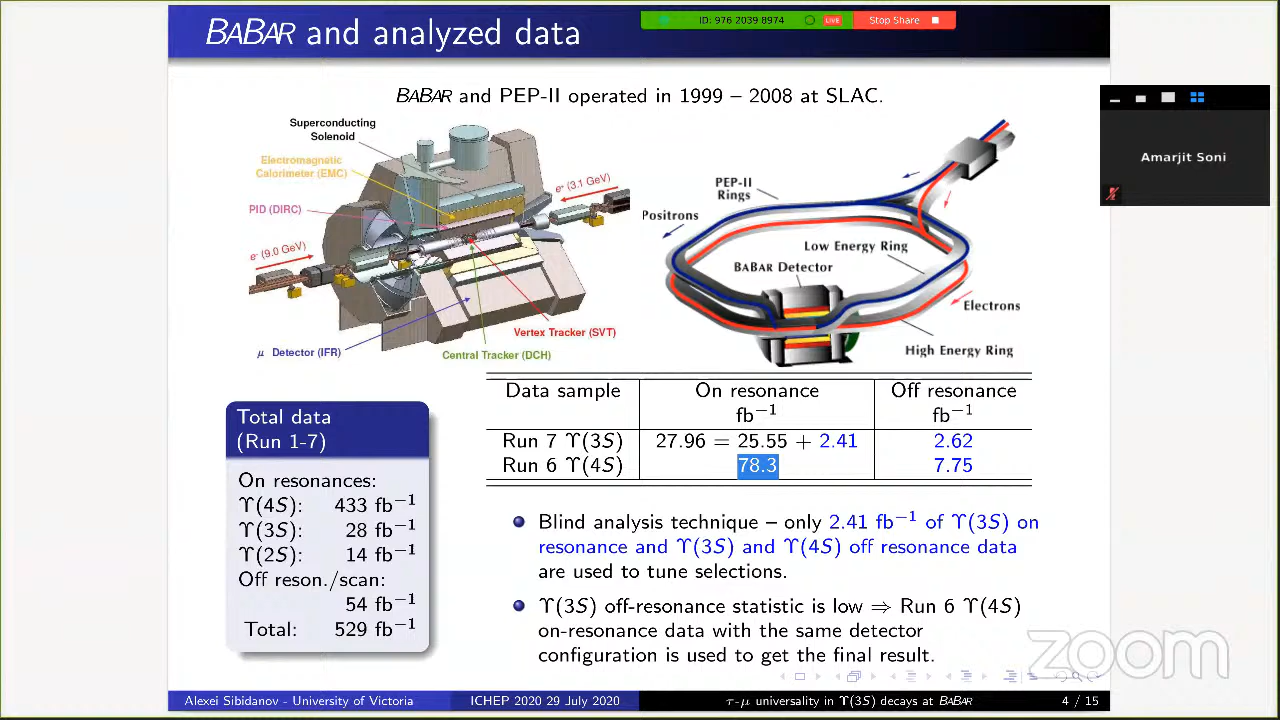 BABAR and analyzed data
ID: 976 2039 8974
LIVE
Stop Share
BABAR and PEP-II operated in 1999 – 2008 at SLAC.
Amarjit Soni
Superconducting
Solenoid
Electromagnetic
Calorimeter (EMC)
PID (DIRC)
e⁺ (3.1 GeV)
e⁻ (9.0 GeV)
Vertex Tracker (SVT)
Central Tracker (DCH)
μ Detector (IFR)
PEP-II
Rings
Positrons
Low Energy Ring
BABAR Detector
Electrons
High Energy Ring
Data sample On resonance Off resonance
fb⁻¹ fb⁻¹
Run 7 ϒ(3S) 27.96 = 25.55 + 2.41 2.62
Run 6 ϒ(4S) 78.3 7.75
Total data
(Run 1-7)
On resonances:
ϒ(4S): 433 fb⁻¹
ϒ(3S): 28 fb⁻¹
ϒ(2S): 14 fb⁻¹
Off reson./scan:
54 fb⁻¹
Total: 529 fb⁻¹
Blind analysis technique – only 2.41 fb⁻¹ of ϒ(3S) on
resonance and ϒ(3S) and ϒ(4S) off resonance data
are used to tune selections.
ϒ(3S) off-resonance statistic is low ⇒ Run 6 ϒ(4S)
on-resonance data with the same detector
configuration is used to get the final result.
zoom
Alexei Sibidanov – University of Victoria ICHEP 2020 29 July 2020 τ-μ universality in ϒ(3S) decays at BABAR 4 / 15